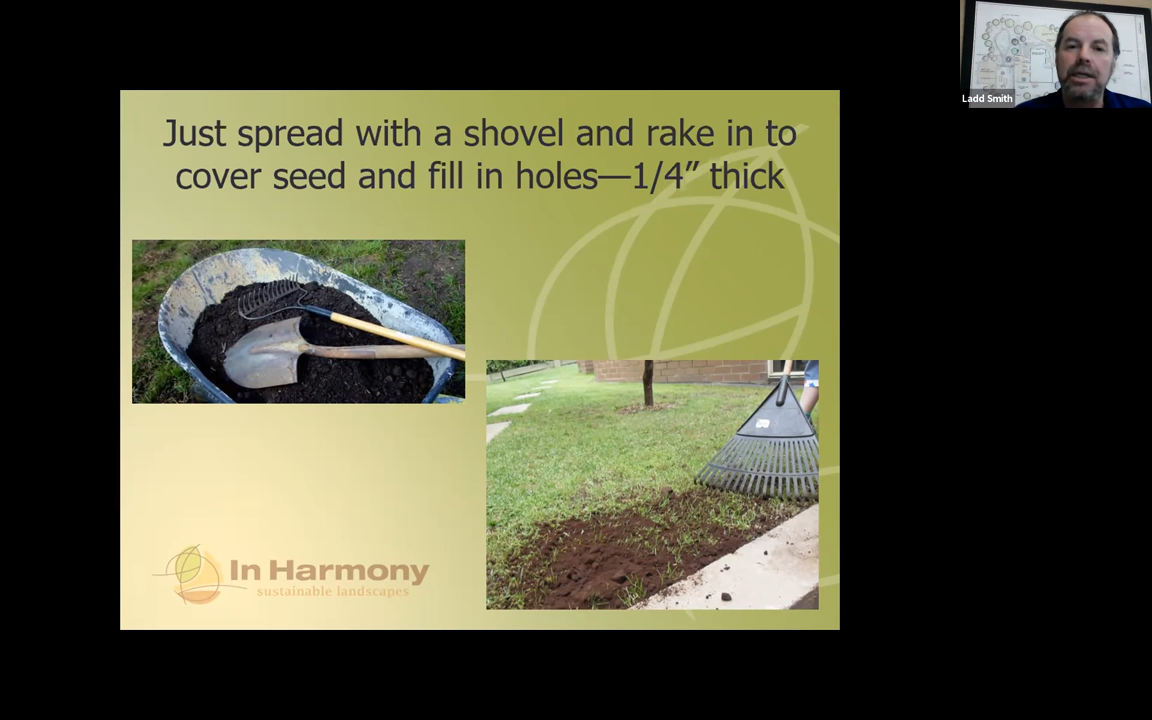 Just spread with a shovel and rake in to
cover seed and fill in holes—1/4” thick
In Harmony
sustainable landscapes
Ladd Smith